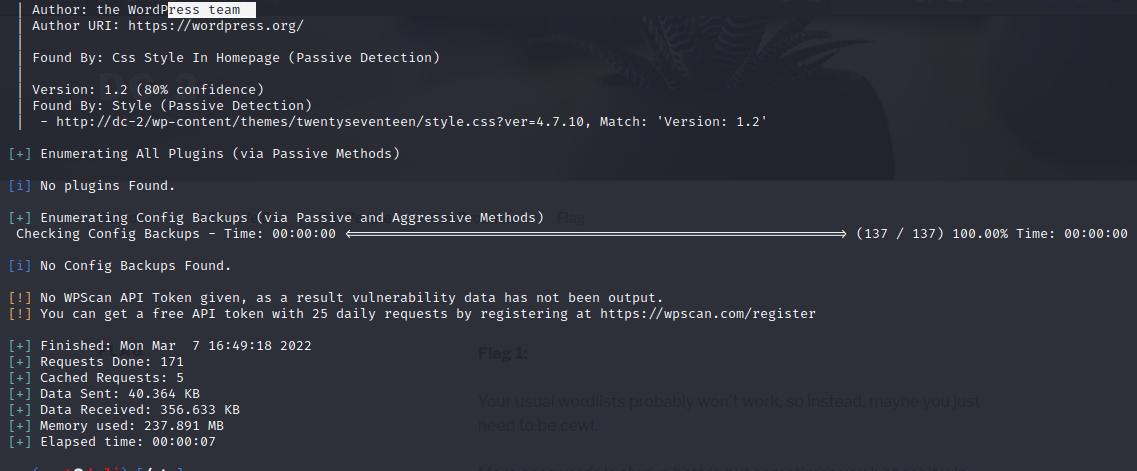 | Author: the WordPress team
| Author URI: https://wordpress.org/
|
| Found By: Css Style In Homepage (Passive Detection)
|
| Version: 1.2 (80% confidence)
| Found By: Style (Passive Detection)
|  - http://dc-2/wp-content/themes/twentyseventeen/style.css?ver=4.7.10, Match: 'Version: 1.2'
[+] Enumerating All Plugins (via Passive Methods)
[i] No plugins Found.
[+] Enumerating Config Backups (via Passive and Aggressive Methods) Flag
Checking Config Backups - Time: 00:00:00 <==============================================================> (137 / 137) 100.00% Time: 00:00:00
[i] No Config Backups Found.
[!] No WPScan API Token given, as a result vulnerability data has not been output.
[!] You can get a free API token with 25 daily requests by registering at https://wpscan.com/register
[+] Finished: Mon Mar  7 16:49:18 2022
[+] Requests Done: 171
[+] Cached Requests: 5
[+] Data Sent: 40.364 KB
[+] Data Received: 356.633 KB
[+] Memory used: 237.891 MB
[+] Elapsed time: 00:00:07
FLAG
Flag 1:
Your usual wordlists probably won't work, so instead, maybe you just
need to be cewl.